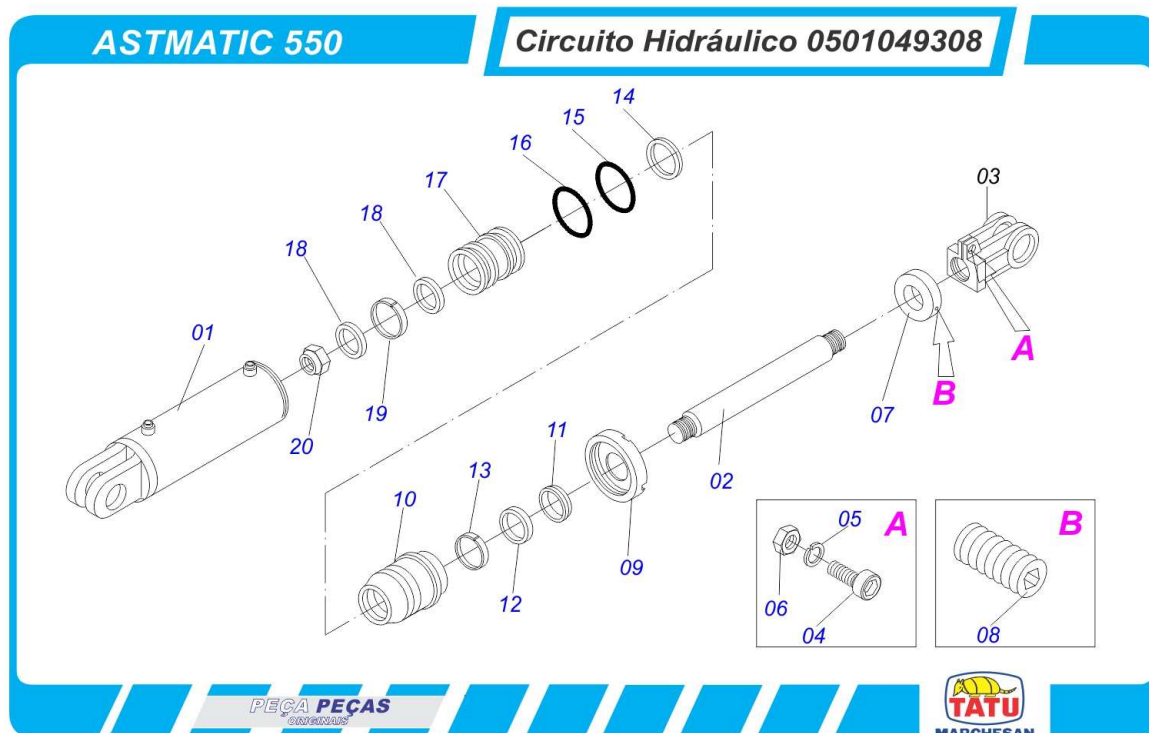 ASTMATIC 550
Circuito Hidráulico 0501049308
14
15
16
17
18
18
01
20
19
03
A
B
07
02
11
13
10
12
09
A
05
06
04
B
08
PEÇA PEÇAS
ORIGINAIS
TATU
MARCHESAN